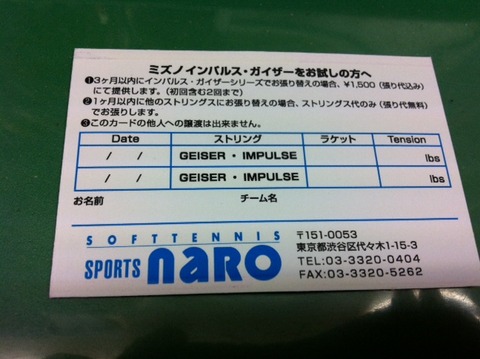 ミズノインパルス・ガイザーをお試しの方へ
❶3ヶ月以内にインパルス・ガイザーシリーズでお張り替えの場合、¥1,500(張り代込み)
にて提供します。(初回含む2回まで)
❷1ヶ月以内に他のストリングスにお張り替えの場合、ストリングス代のみ(張り代無料)
でお張りします。
❸このカードの他人への譲渡は出来ません。
Date ストリング ラケット Tension
/ / GEISER・IMPULSE lbs
/ / GEISER・IMPULSE lbs
お名前 チーム名
SOFTTENNIS
SPORTS naRO
〒151-0053
東京都渋谷区代々木1-15-3
TEL:03-3320-0404
FAX:03-3320-5262